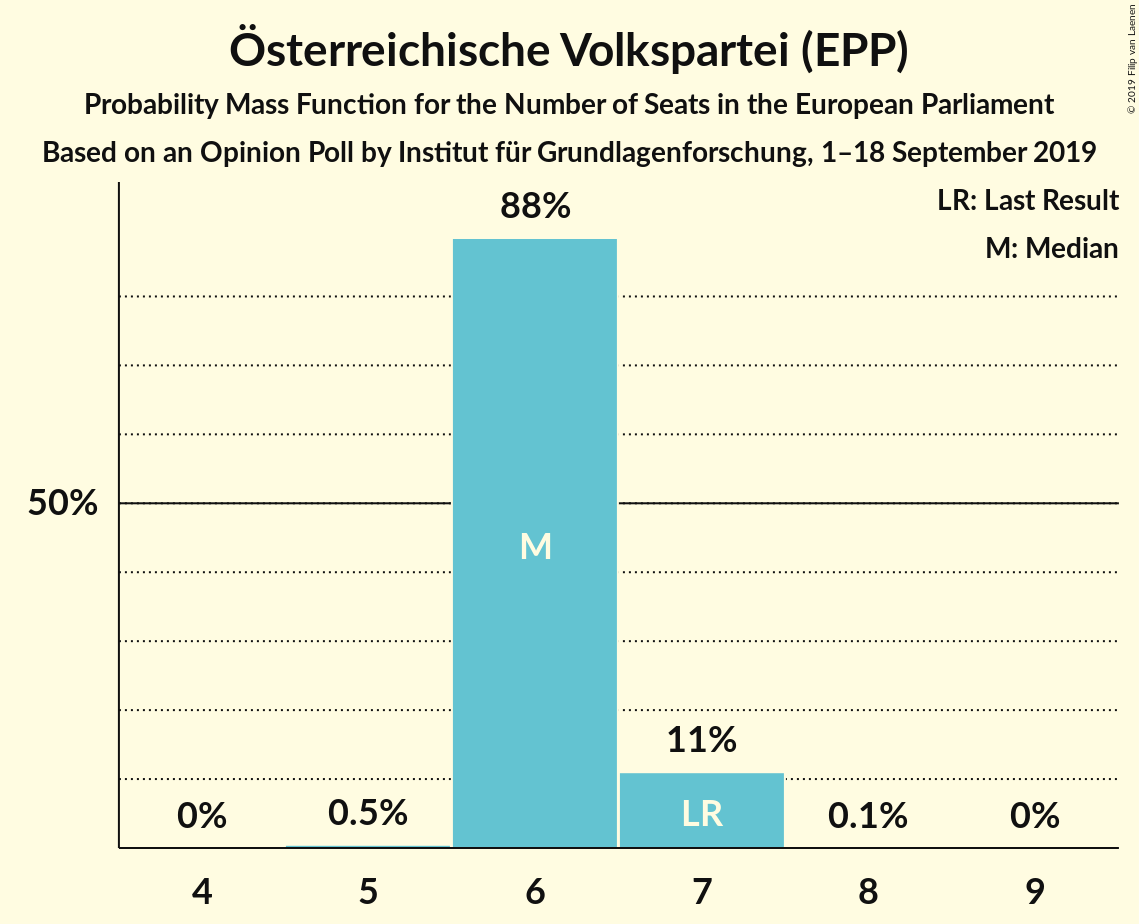 Österreichische Volkspartei (EPP)
Probability Mass Function for the Number of Seats in the European Parliament
Based on an Opinion Poll by Institut für Grundlagenforschung, 1–18 September 2019
© 2019 Filip van Laenen
LR: Last Result
M: Median
88%
50%
M
11%
0%
0.5%
LR
0.1%
0%
4
5
6
7
8
9